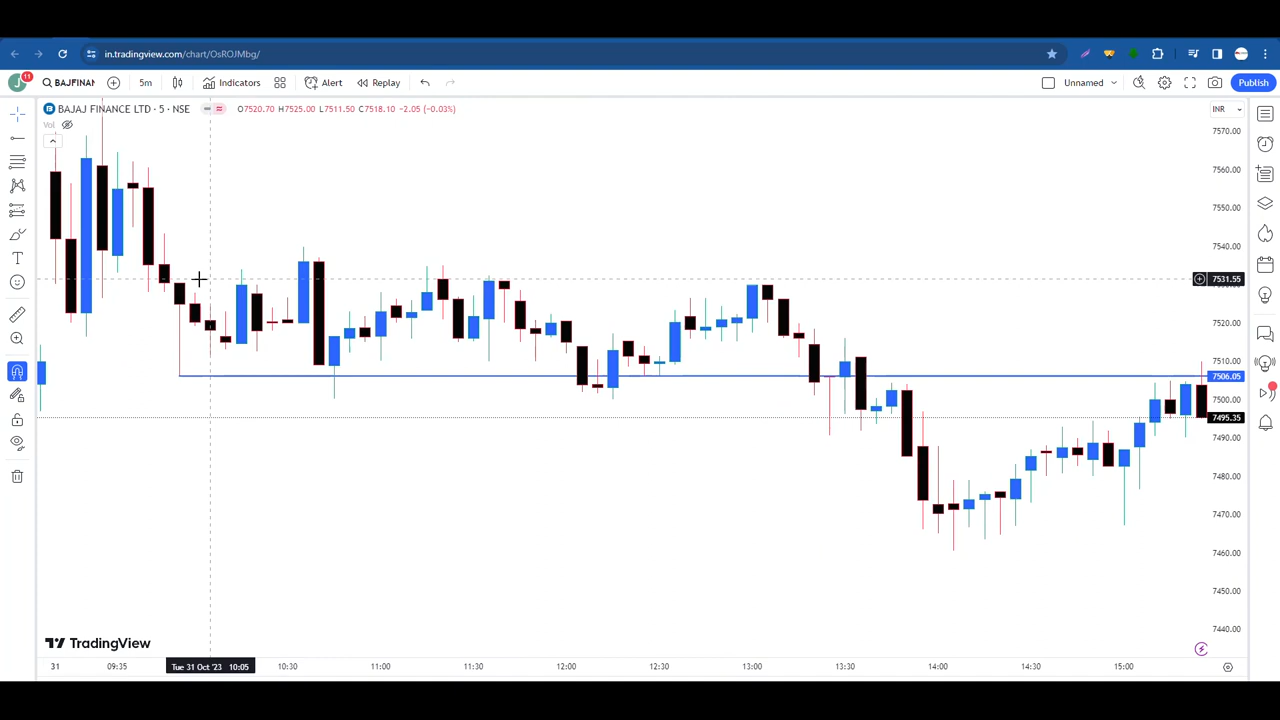 in.tradingview.com/chart/OsROJMbg/
J 11 BAJFINAN 5m Indicators Alert Replay Unnamed Publish
BAJAJ FINANCE LTD · 5 · NSE O7520.70 H7525.00 L7511.50 C7518.10 −2.05 (−0.03%) INR
Vol
7570.00
7560.00
7550.00
7540.00
7531.55
7520.00
7510.00
7506.05
7500.00
7495.35
7490.00
7480.00
7470.00
7460.00
7450.00
7440.00
TradingView
31 09:35 Tue 31 Oct '23 10:05 10:30 11:00 11:30 12:00 12:30 13:00 13:30 14:00 14:30 15:00